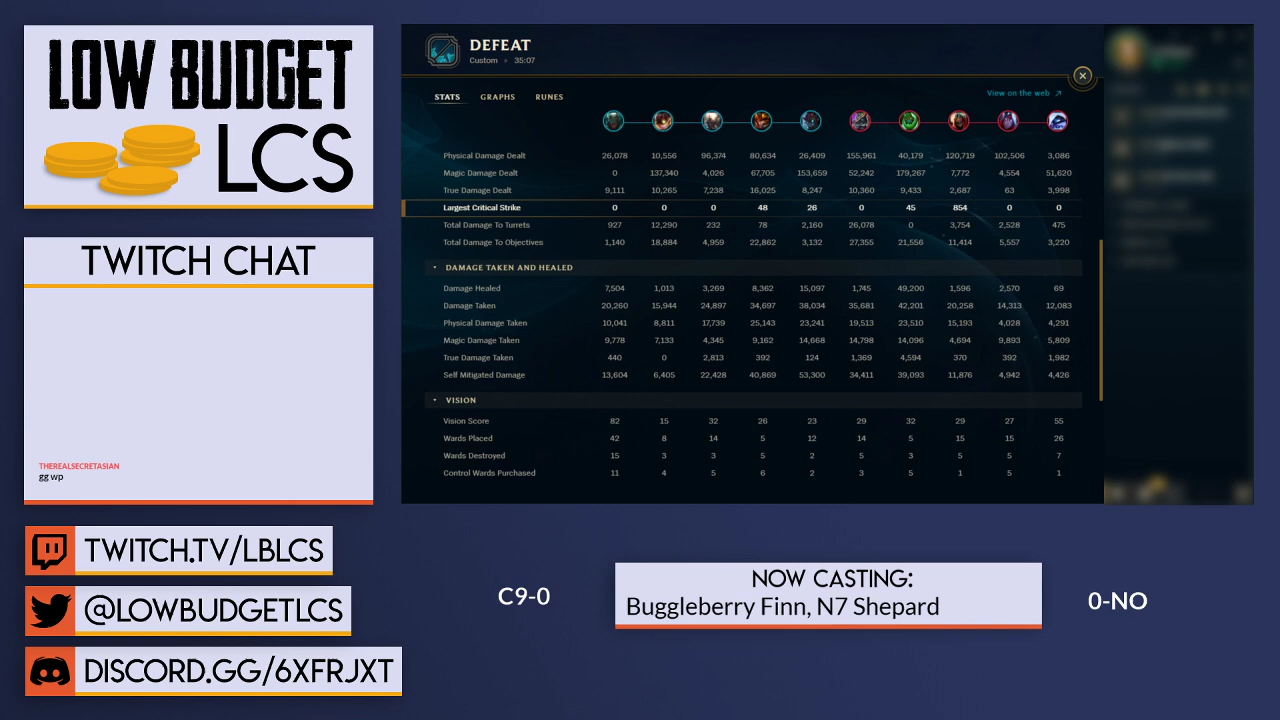 LOW BUDGET
LCS
TWITCH CHAT
THEREALSECRETASIAN
gg wp
TWITCH.TV/LBLCS
@LOWBUDGETLCS
DISCORD.GG/6XFRJXT
DEFEAT
Custom • 35:07
STATS GRAPHS RUNES
View on the web
Physical Damage Dealt 26,078 10,556 96,374 80,634 26,409 155,961 40,179 120,719 102,506 3,086
Magic Damage Dealt 0 137,340 4,026 67,705 153,659 52,242 179,267 7,772 4,554 51,620
True Damage Dealt 9,111 10,265 7,238 16,025 8,247 10,360 9,433 2,687 63 3,998
Largest Critical Strike 0 0 0 48 26 0 45 854 0 0
Total Damage To Turrets 927 12,290 232 78 2,160 26,078 0 3,754 2,528 475
Total Damage To Objectives 1,140 18,884 4,959 22,862 3,132 27,355 21,556 11,414 5,557 3,220
DAMAGE TAKEN AND HEALED
Damage Healed 7,504 1,013 3,269 8,362 15,097 1,745 49,200 1,596 2,570 69
Damage Taken 20,260 15,944 24,897 34,697 38,034 35,681 42,201 20,258 14,313 12,083
Physical Damage Taken 10,041 8,811 17,739 25,143 23,241 19,513 23,510 15,193 4,028 4,291
Magic Damage Taken 9,778 7,133 4,345 9,162 14,668 14,798 14,096 4,694 9,893 5,809
True Damage Taken 440 0 2,813 392 124 1,369 4,594 370 392 1,982
Self Mitigated Damage 13,604 6,405 22,428 40,869 53,300 34,411 39,093 11,876 4,942 4,426
VISION
Vision Score 82 15 32 26 23 29 32 29 27 55
Wards Placed 42 8 14 5 12 14 5 15 15 26
Wards Destroyed 15 3 3 5 2 5 3 5 5 7
Control Wards Purchased 11 4 5 6 2 3 5 1 5 1
C9-0
NOW CASTING:
Buggleberry Finn, N7 Shepard
0-NO